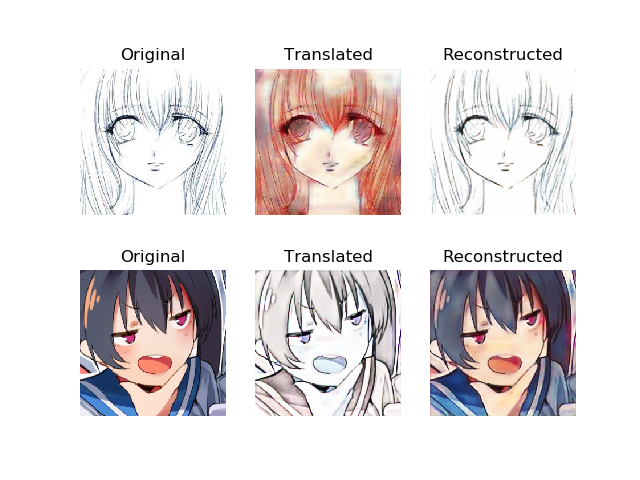 Original
Translated
Reconstructed
Original
Translated
Reconstructed